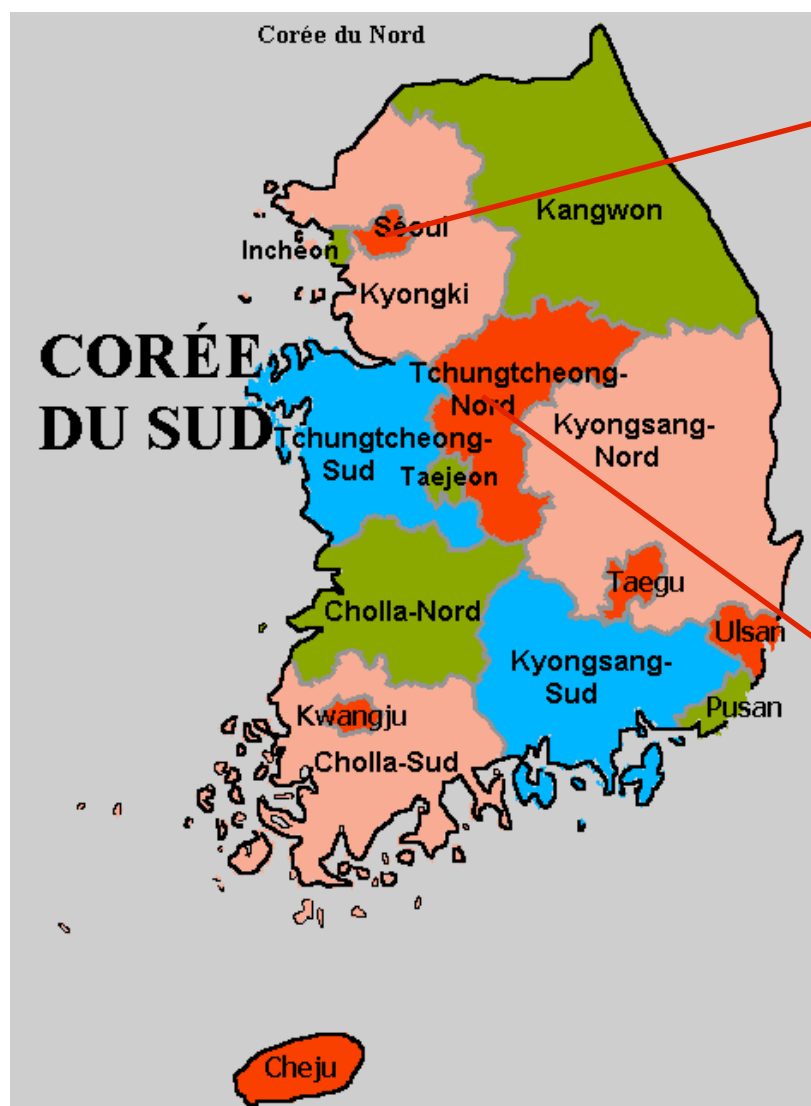 Corée du Nord
Kangwon
Séoul
Incheon
Kyongki
CORÉE
DU SUD
Tchungtcheong-
Nord
Tchungtcheong-
Sud
Kyongsang-
Nord
Taejeon
Taegu
Cholla-Nord
Ulsan
Kyongsang-
Sud
Pusan
Kwangju
Cholla-Sud
Cheju